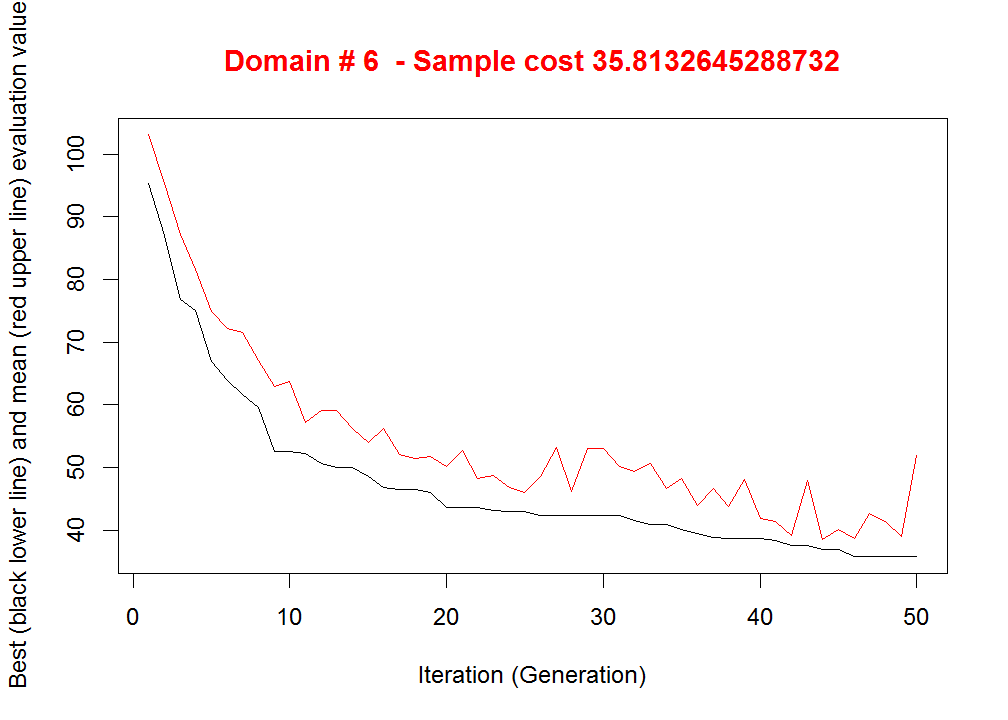 Domain # 6  - Sample cost 35.8132645288732
Best (black lower line) and mean (red upper line) evaluation value
100
90
80
70
60
50
40
0 10 20 30 40 50
Iteration (Generation)